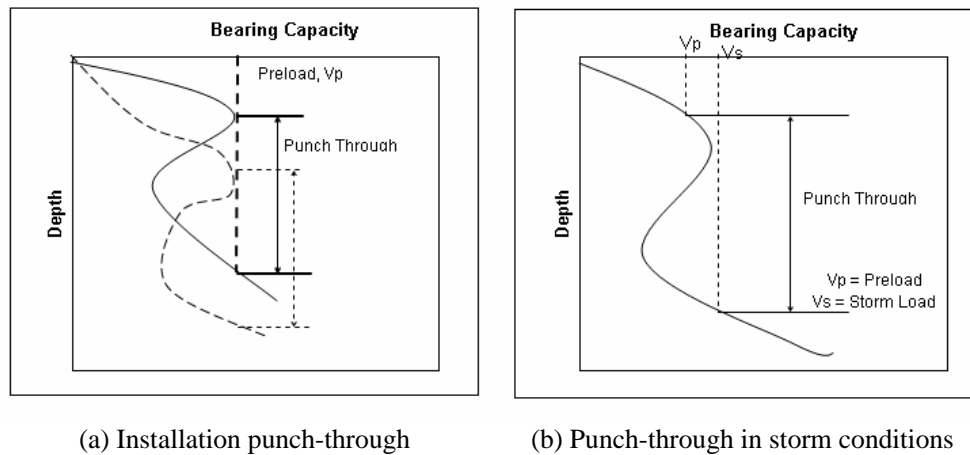 Bearing Capacity
Preload, Vp
Punch Through
Depth
(a) Installation punch-through
Bearing Capacity
Vp
Vs
Punch Through
Depth
Vp = Preload
Vs = Storm Load
(b) Punch-through in storm conditions